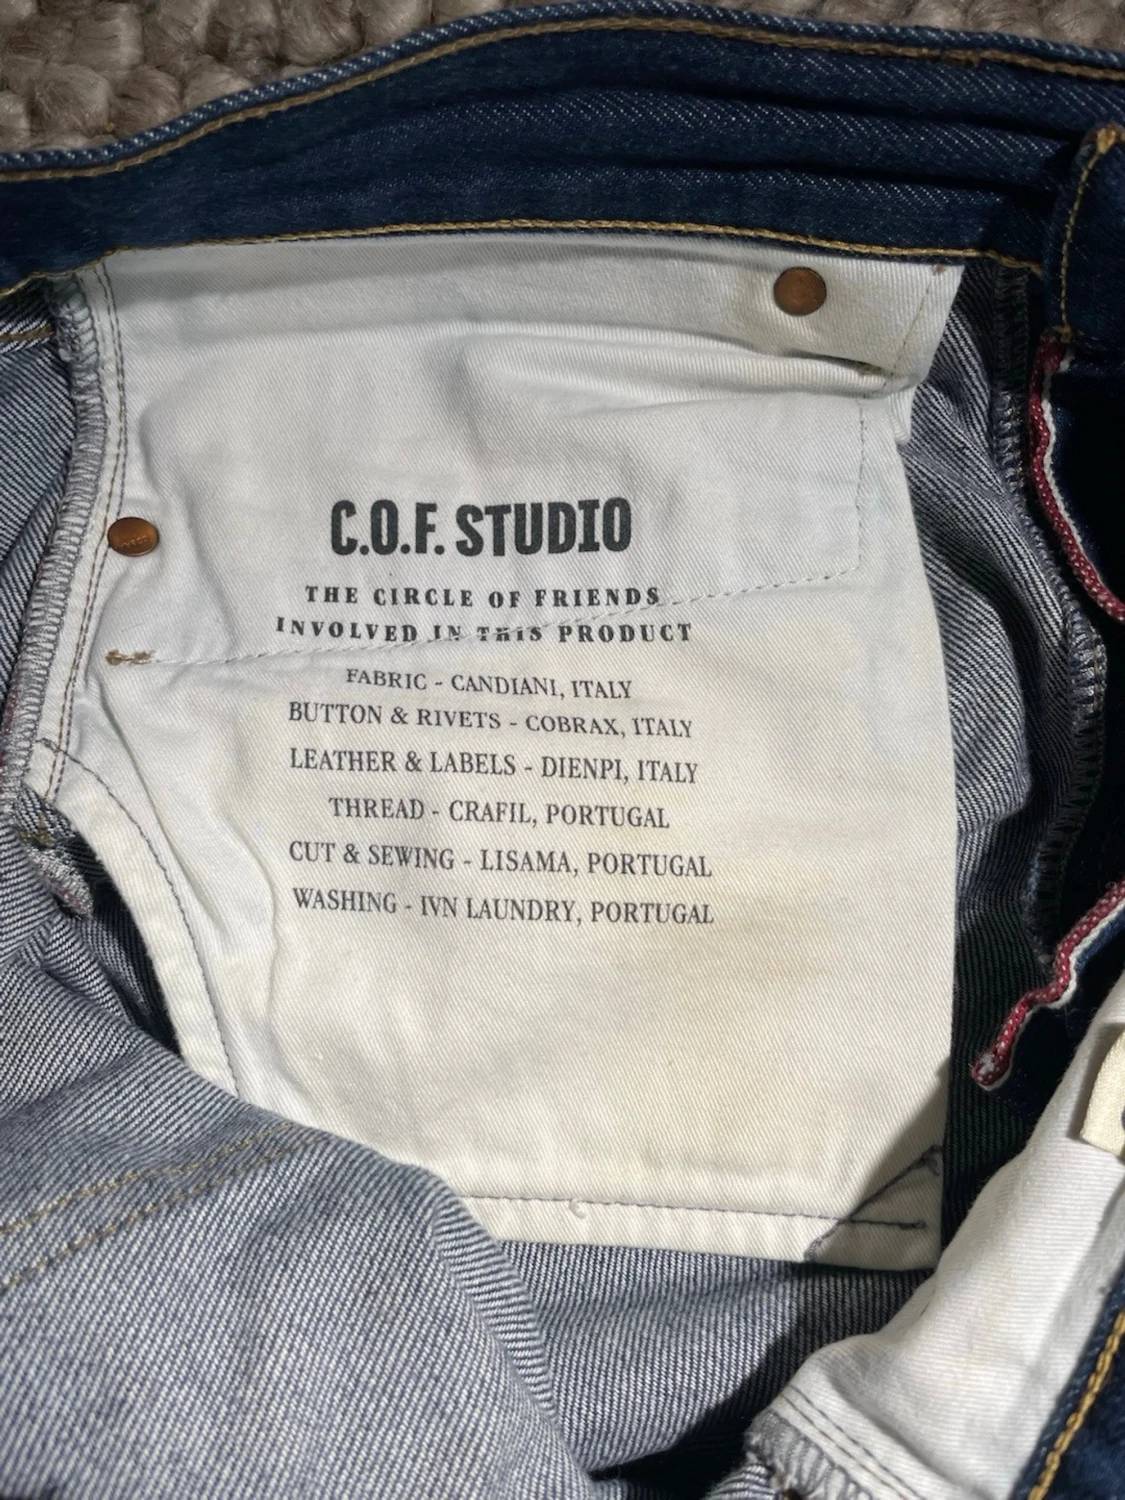 C.O.F. STUDIO
THE CIRCLE OF FRIENDS
INVOLVED IN THIS PRODUCT
FABRIC - CANDIANI, ITALY
BUTTON & RIVETS - COBRAX, ITALY
LEATHER & LABELS - DIENPI, ITALY
THREAD - CRAFIL, PORTUGAL
CUT & SEWING - LISAMA, PORTUGAL
WASHING - IVN LAUNDRY, PORTUGAL